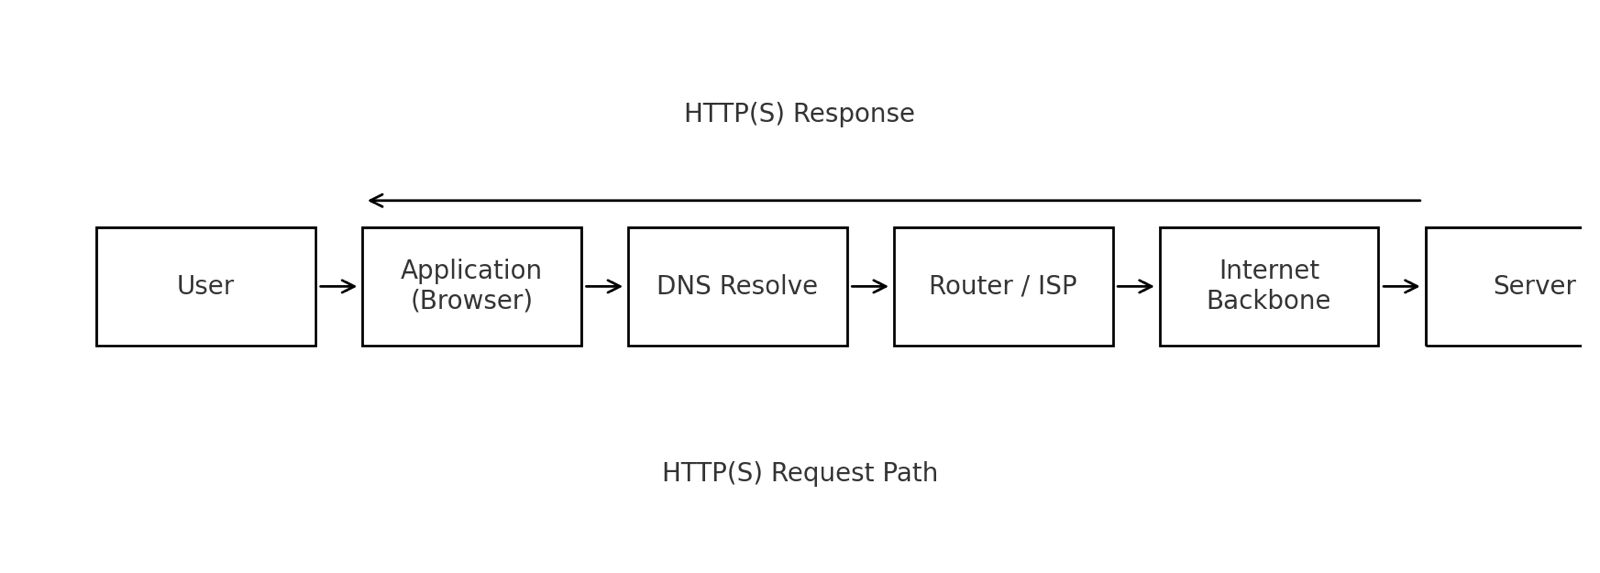 HTTP(S) Response
User
Application
(Browser)
DNS Resolve
Router / ISP
Internet
Backbone
Server
HTTP(S) Request Path